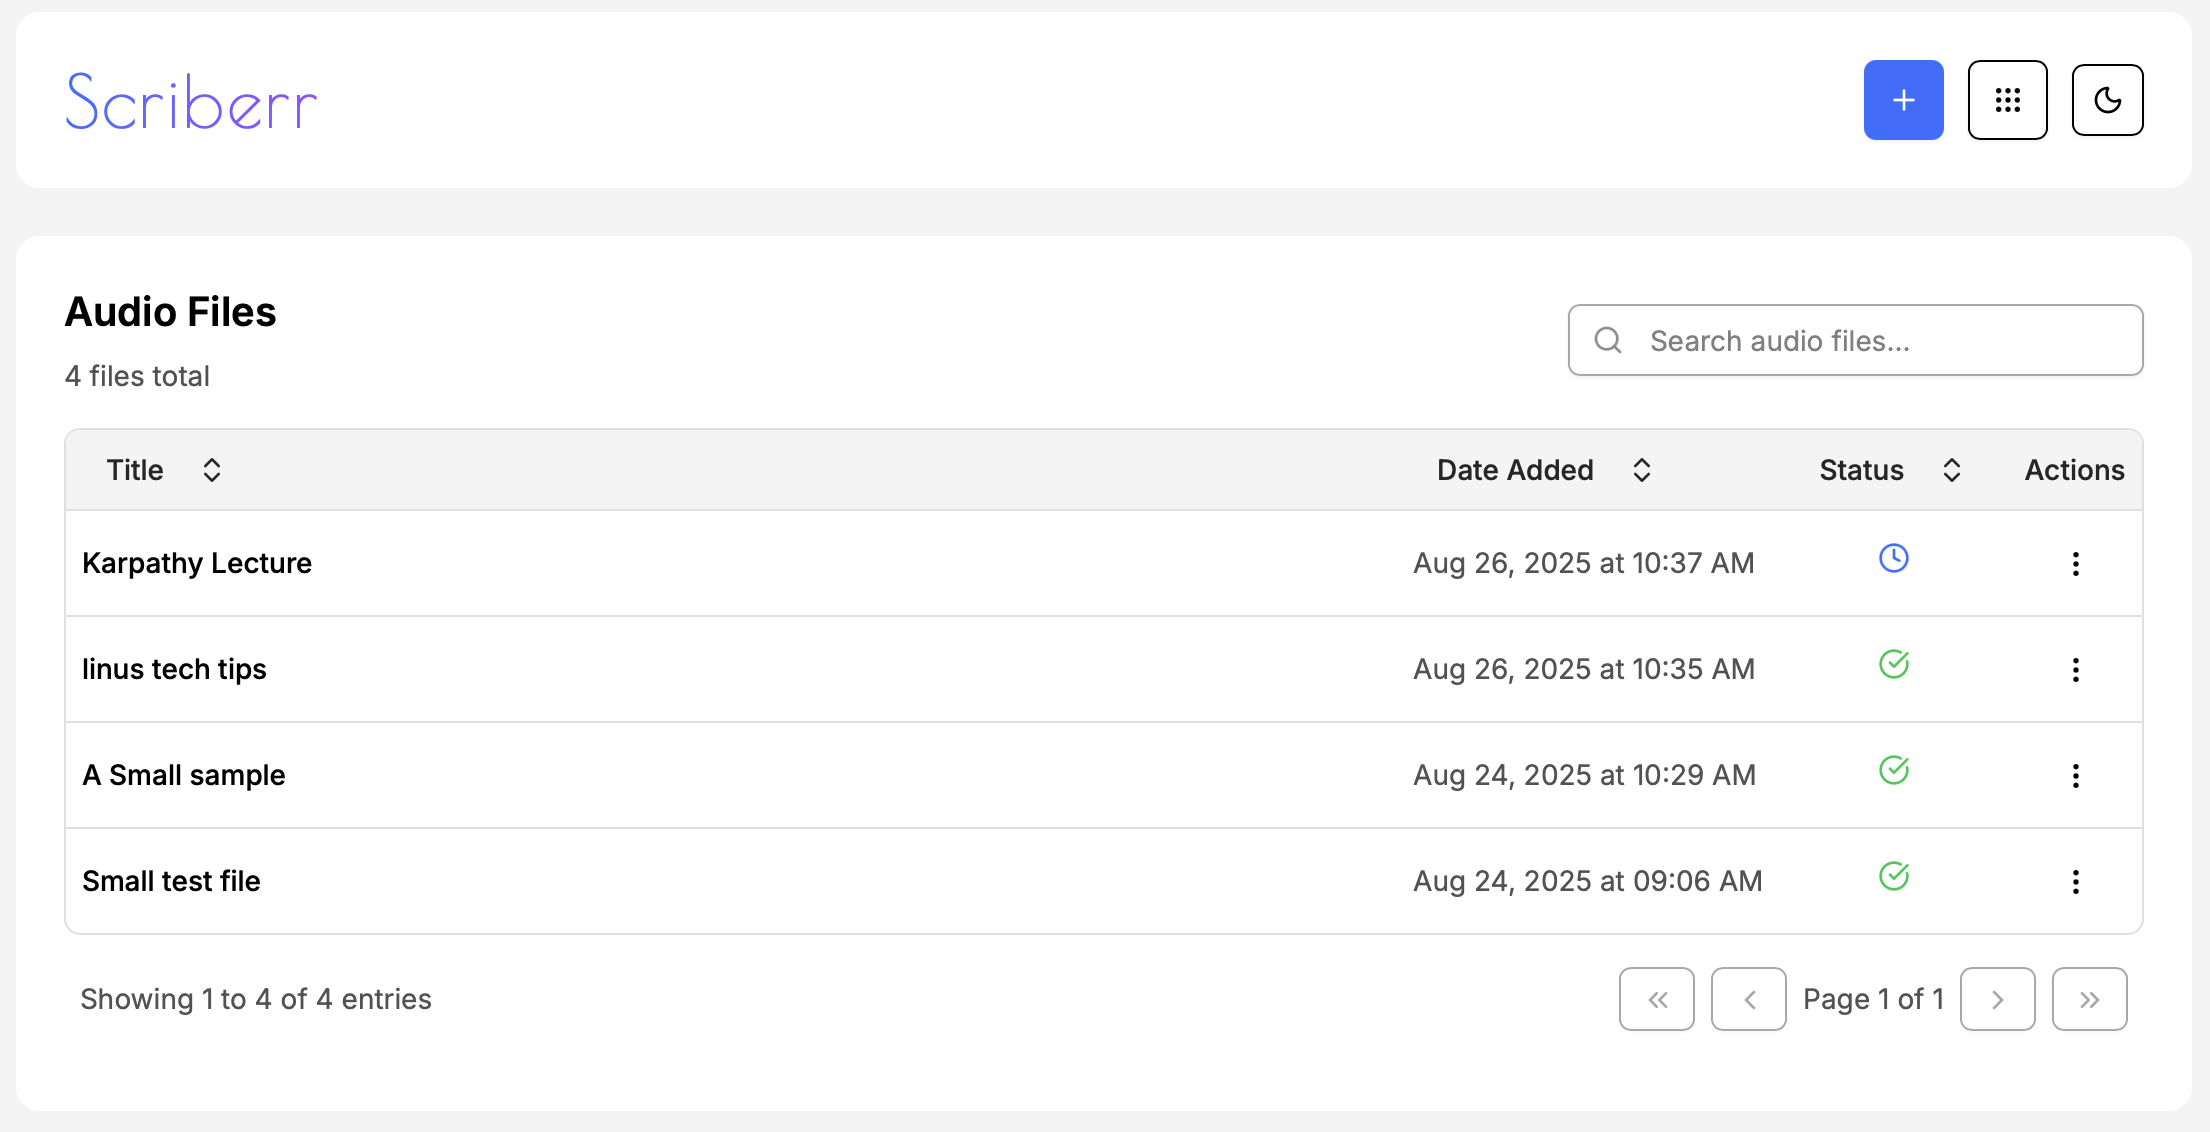 Scriberr
Audio Files
4 files total
Search audio files...
Title Date Added Status Actions
Karpathy Lecture Aug 26, 2025 at 10:37 AM
linus tech tips Aug 26, 2025 at 10:35 AM
A Small sample Aug 24, 2025 at 10:29 AM
Small test file Aug 24, 2025 at 09:06 AM
Showing 1 to 4 of 4 entries Page 1 of 1